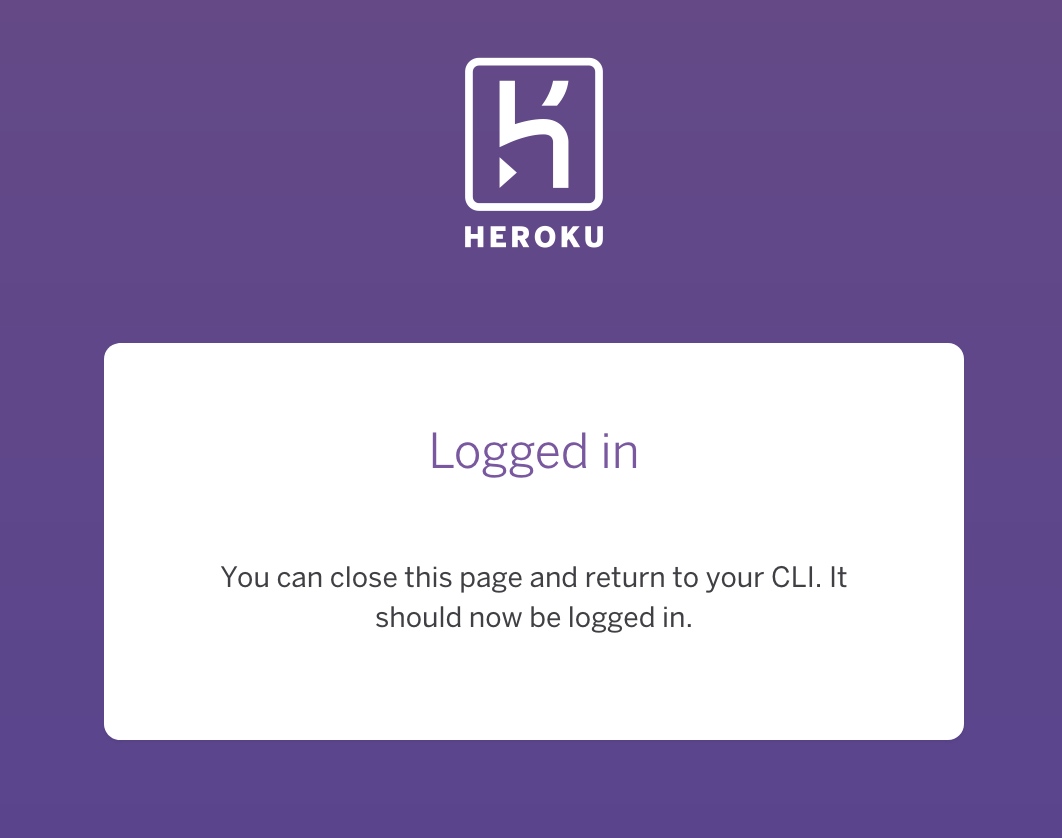 HEROKU
Logged in
You can close this page and return to your CLI. It
should now be logged in.